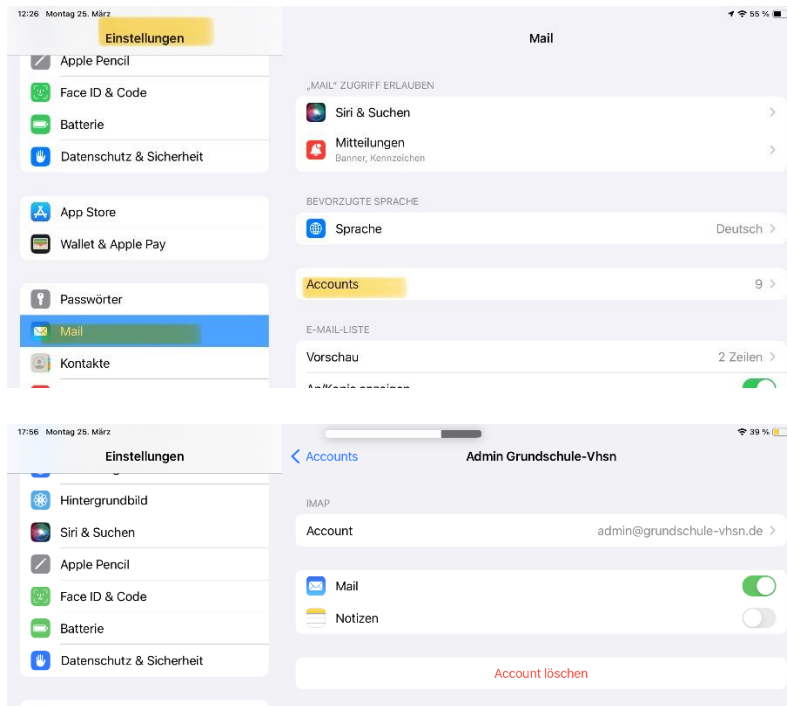 12:26 Montag 25. März
55 %
Einstellungen
Mail
Apple Pencil
Face ID & Code
Batterie
Datenschutz & Sicherheit
App Store
Wallet & Apple Pay
Passwörter
Mail
Kontakte
„MAIL“ ZUGRIFF ERLAUBEN
Siri & Suchen
Mitteilungen
Banner, Kennzeichen
BEVORZUGTE SPRACHE
Sprache Deutsch
Accounts 9
E-MAIL-LISTE
Vorschau 2 Zeilen
17:56 Montag 25. März
39 %
Einstellungen
Accounts
Admin Grundschule-Vhsn
Hintergrundbild
Siri & Suchen
Apple Pencil
Face ID & Code
Batterie
Datenschutz & Sicherheit
IMAP
Account admin@grundschule-vhsn.de
Mail
Notizen
Account löschen